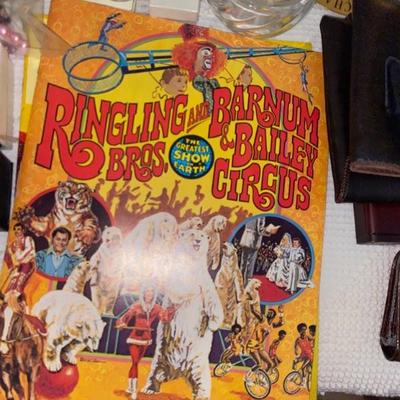 RINGLING AND BARNUM
BROS. & BAILEY
CIRCUS
THE GREATEST
SHOW
ON EARTH